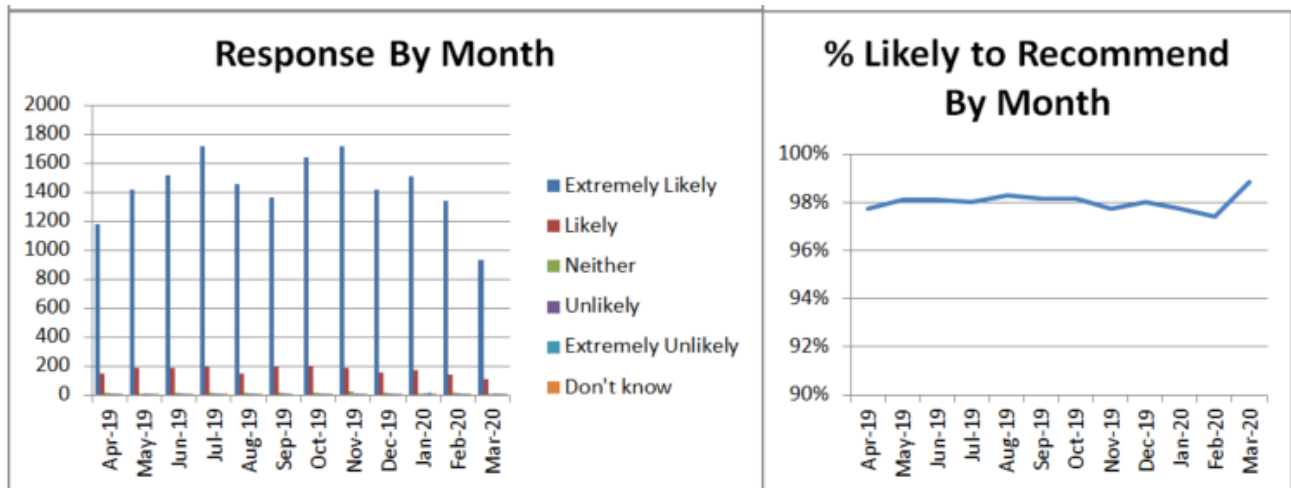 Response By Month
2000
1800
1600
1400
1200
1000
800
600
400
200
0
Apr-19
May-19
Jun-19
Jul-19
Aug-19
Sep-19
Oct-19
Nov-19
Dec-19
Jan-20
Feb-20
Mar-20
Extremely Likely
Likely
Neither
Unlikely
Extremely Unlikely
Don't know
% Likely to Recommend
By Month
100%
98%
96%
94%
92%
90%
Apr-19
May-19
Jun-19
Jul-19
Aug-19
Sep-19
Oct-19
Nov-19
Dec-19
Jan-20
Feb-20
Mar-20